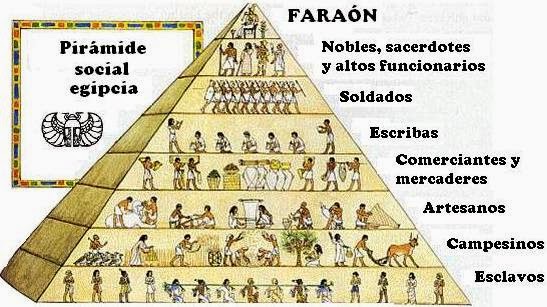 Pirámide
social
egipcia
FARAÓN
Nobles, sacerdotes
y altos funcionarios
Soldados
Escribas
Comerciantes y
mercaderes
Artesanos
Campesinos
Esclavos